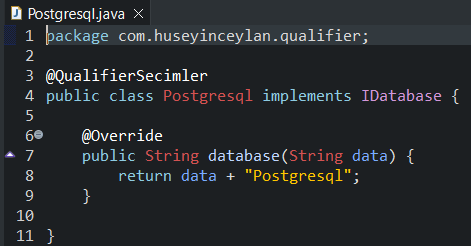 Postgresql.java
1 package com.huseyinceylan.qualifier;
2
3 @QualifierSecimler
4 public class Postgresql implements IDatabase {
5
6 @Override
7 public String database(String data) {
8 return data + "Postgresql";
9 }
10
11 }